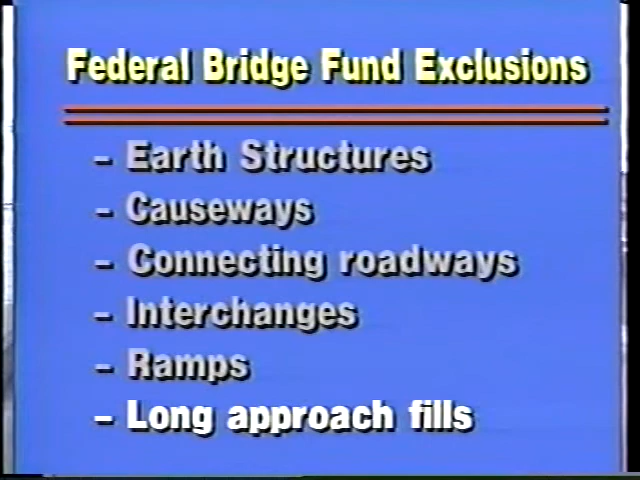 Federal Bridge Fund Exclusions
– Earth Structures
– Causeways
– Connecting roadways
– Interchanges
– Ramps
– Long approach fills